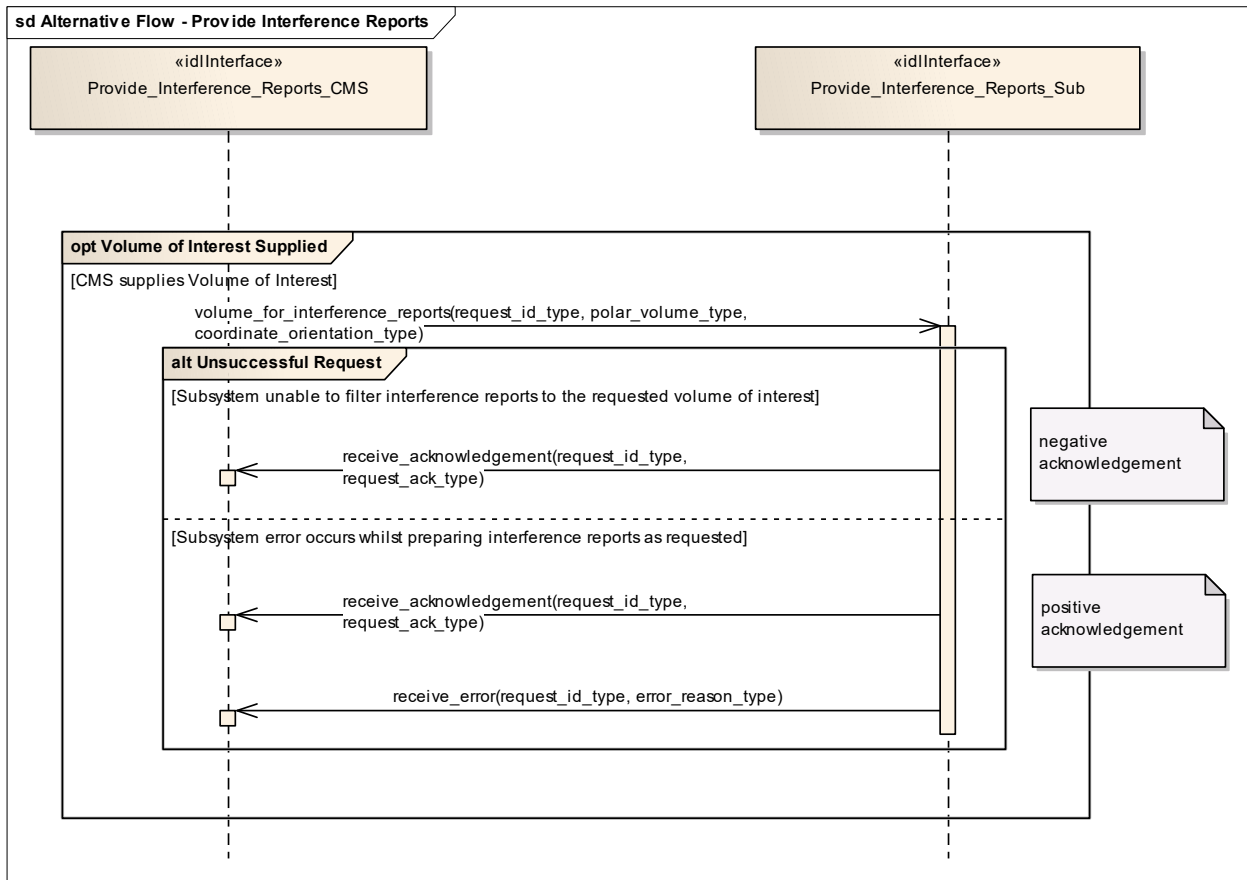 sd Alternative Flow - Provide Interference Reports
«idlInterface»
Provide_Interference_Reports_CMS
«idlInterface»
Provide_Interference_Reports_Sub
opt Volume of Interest Supplied
[CMS supplies Volume of Interest]
volume_for_interference_reports(request_id_type, polar_volume_type,
coordinate_orientation_type)
alt Unsuccessful Request
[Subsystem unable to filter interference reports to the requested volume of interest]
negative
acknowledgement
receive_acknowledgement(request_id_type,
request_ack_type)
[Subsystem error occurs whilst preparing interference reports as requested]
positive
acknowledgement
receive_acknowledgement(request_id_type,
request_ack_type)
receive_error(request_id_type, error_reason_type)